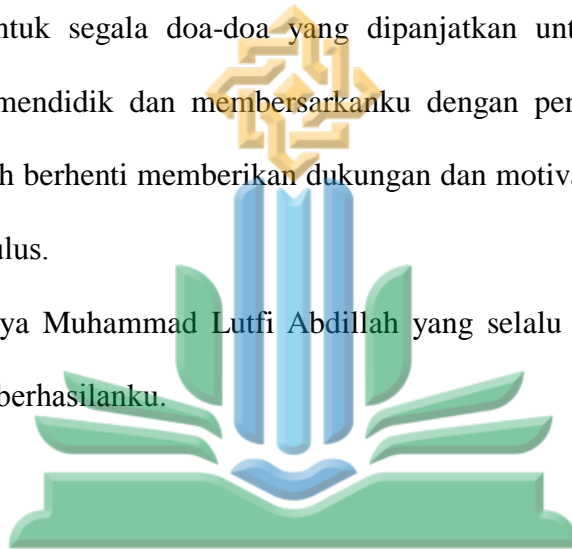 ntuk segala doa-doa yang dipanjatkan unt
mendidik dan membersarkanku dengan per
h berhenti memberikan dukungan dan motiva
ulus.
ya Muhammad Lutfi Abdillah yang selalu
berhasilanku.